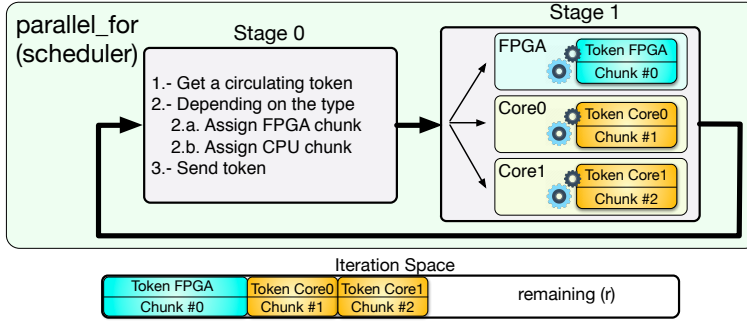 parallel_for
(scheduler)
Stage 0
1.- Get a circulating token
2.- Depending on the type
2.a. Assign FPGA chunk
2.b. Assign CPU chunk
3.- Send token
Stage 1
FPGA
Token FPGA
Chunk #0
Core0
Token Core0
Chunk #1
Core1
Token Core1
Chunk #2
Iteration Space
Token FPGA
Chunk #0
Token Core0
Chunk #1
Token Core1
Chunk #2
remaining (r)